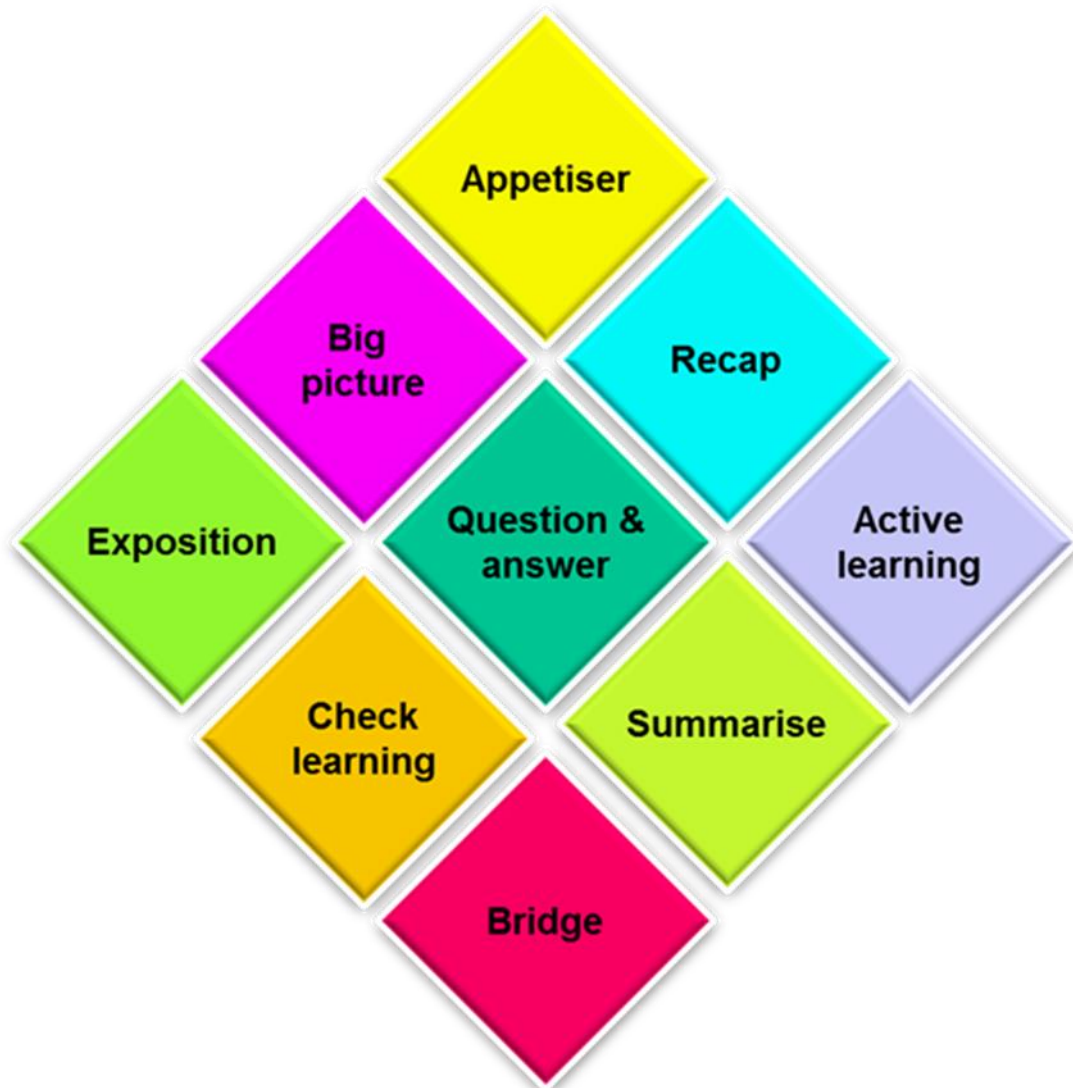 Appetiser
Big
picture
Recap
Exposition
Question &
answer
Active
learning
Check
learning
Summarise
Bridge